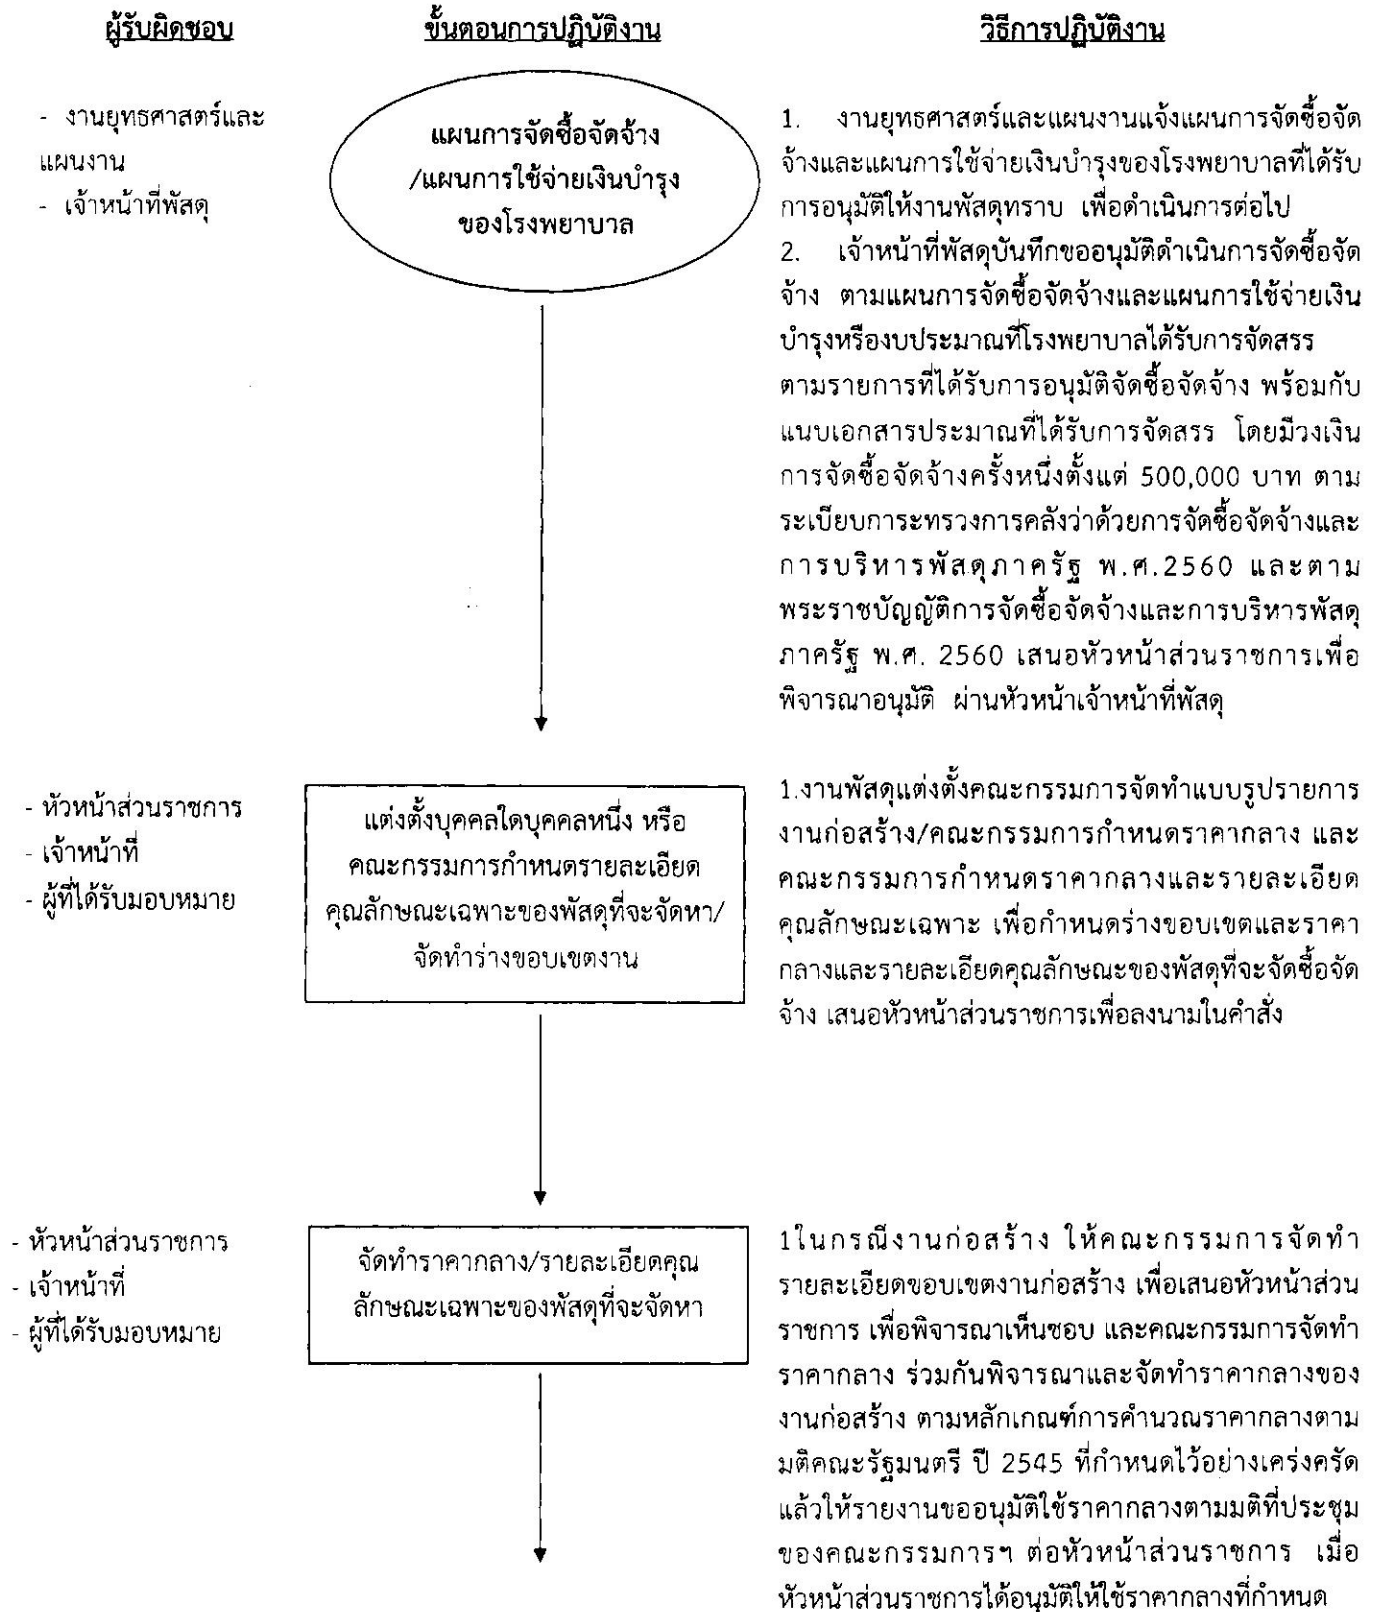 ผู้รับผิดชอบ
ขั้นตอนการปฏิบัติงาน
วิธีการปฏิบัติงาน
- งานยุทธศาสตร์และ
แผนงาน
- เจ้าหน้าที่พัสดุ
แผนการจัดซื้อจัดจ้าง
/แผนการใช้จ่ายเงินบำรุง
ของโรงพยาบาล
1. งานยุทธศาสตร์และแผนงานแจ้งแผนการจัดซื้อจัด
จ้างและแผนการใช้จ่ายเงินบำรุงของโรงพยาบาลที่ได้รับ
การอนุมัติให้งานพัสดุทราบ เพื่อดำเนินการต่อไป
2. เจ้าหน้าที่พัสดุบันทึกขออนุมัติดำเนินการจัดซื้อจัด
จ้าง ตามแผนการจัดซื้อจัดจ้างและแผนการใช้จ่ายเงิน
บำรุงหรืองบประมาณที่โรงพยาบาลได้รับการจัดสรร
ตามรายการที่ได้รับการอนุมัติจัดซื้อจัดจ้าง พร้อมกับ
แนบเอกสารประมาณที่ได้รับการจัดสรร โดยมีวงเงิน
การจัดซื้อจัดจ้างครั้งหนึ่งตั้งแต่ 500,000 บาท ตาม
ระเบียบการะทรวงการคลังว่าด้วยการจัดซื้อจัดจ้างและ
การบริหารพัสดุภาครัฐ พ.ศ.2560 และตาม
พระราชบัญญัติการจัดซื้อจัดจ้างและการบริหารพัสดุ
ภาครัฐ พ.ศ. 2560 เสนอหัวหน้าส่วนราชการเพื่อ
พิจารณาอนุมัติ ผ่านหัวหน้าเจ้าหน้าที่พัสดุ
- หัวหน้าส่วนราชการ
- เจ้าหน้าที่
- ผู้ที่ได้รับมอบหมาย
แต่งตั้งบุคคลใดบุคคลหนึ่ง หรือ
คณะกรรมการกำหนดรายละเอียด
คุณลักษณะเฉพาะของพัสดุที่จะจัดหา/
จัดทำร่างขอบเขตงาน
1.งานพัสดุแต่งตั้งคณะกรรมการจัดทำแบบรูปรายการ
งานก่อสร้าง/คณะกรรมการกำหนดราคากลาง และ
คณะกรรมการกำหนดราคากลางและรายละเอียด
คุณลักษณะเฉพาะ เพื่อกำหนดร่างขอบเขตและราคา
กลางและรายละเอียดคุณลักษณะของพัสดุที่จะจัดซื้อจัด
จ้าง เสนอหัวหน้าส่วนราชการเพื่อลงนามในคำสั่ง
- หัวหน้าส่วนราชการ
- เจ้าหน้าที่
- ผู้ที่ได้รับมอบหมาย
จัดทำราคากลาง/รายละเอียดคุณ
ลักษณะเฉพาะของพัสดุที่จะจัดหา
1ในกรณีงานก่อสร้าง ให้คณะกรรมการจัดทำ
รายละเอียดขอบเขตงานก่อสร้าง เพื่อเสนอหัวหน้าส่วน
ราชการ เพื่อพิจารณาเห็นชอบ และคณะกรรมการจัดทำ
ราคากลาง ร่วมกันพิจารณาและจัดทำราคากลางของ
งานก่อสร้าง ตามหลักเกณฑ์การคำนวณราคากลางตาม
มติคณะรัฐมนตรี ปี 2545 ที่กำหนดไว้อย่างเคร่งครัด
แล้วให้รายงานขออนุมัติใช้ราคากลางตามมติที่ประชุม
ของคณะกรรมการฯ ต่อหัวหน้าส่วนราชการ เมื่อ
หัวหน้าส่วนราชการได้อนุมัติให้ใช้ราคากลางที่กำหนด